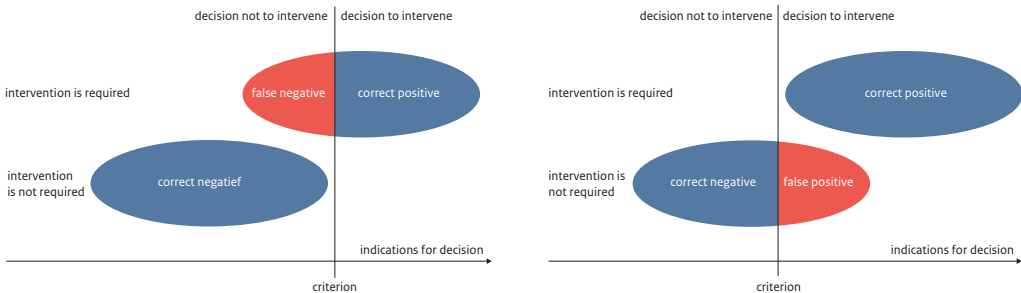 decision not to intervene
decision to intervene
intervention is required
false negative
correct positive
intervention
is not required
correct negatief
indications for decision
criterion
decision not to intervene
decision to intervene
intervention is required
correct positive
intervention is
not required
correct negative
false positive
indications for decision
criterion